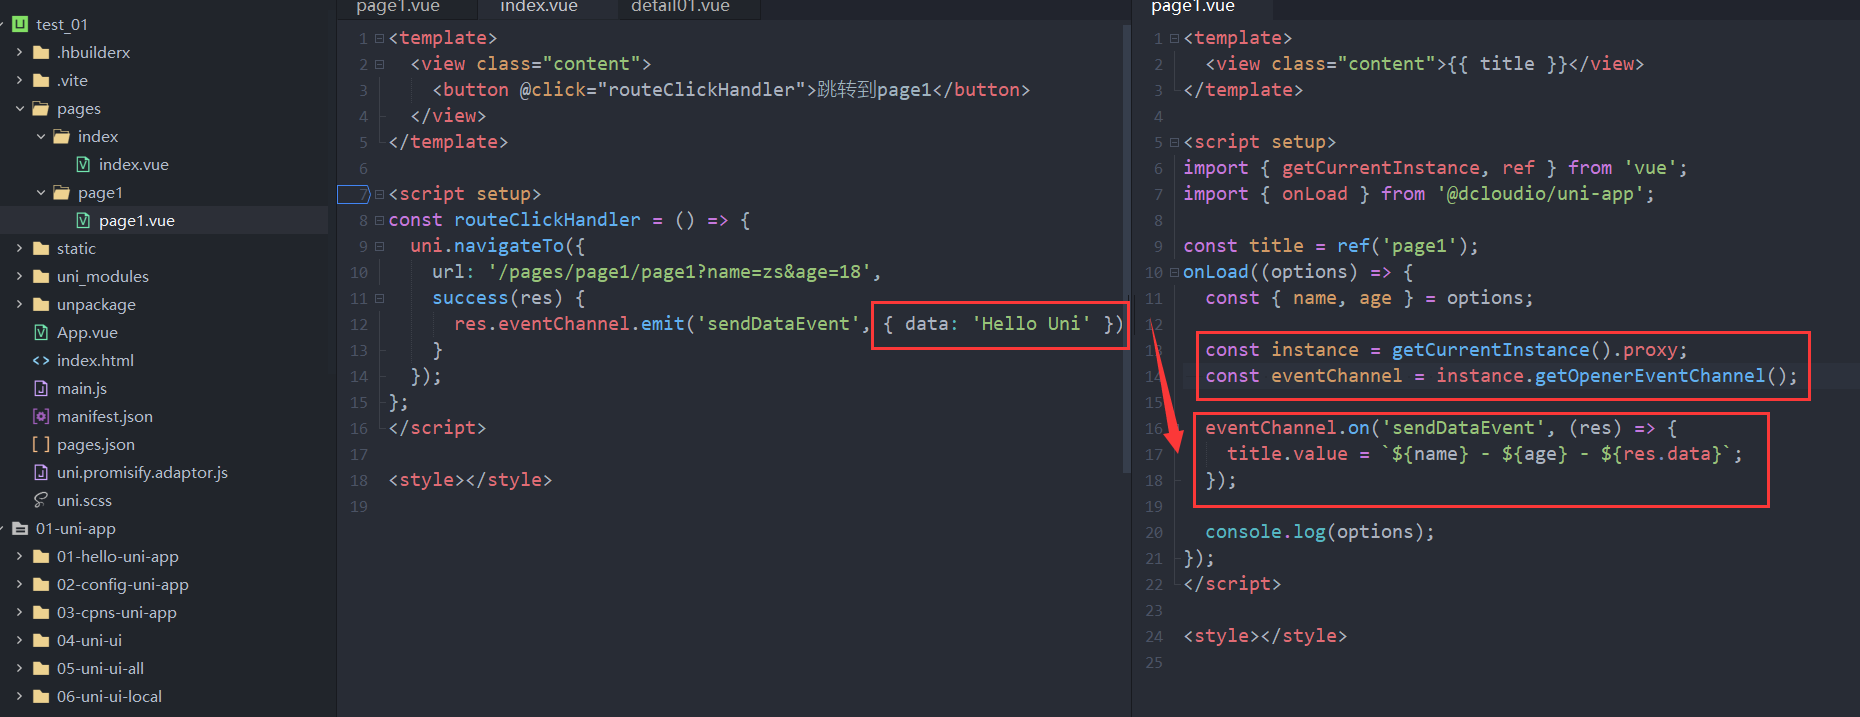 test_01
.hbuilderx
.vite
pages
index
index.vue
page1
page1.vue
static
uni_modules
unpackage
App.vue
index.html
main.js
manifest.json
pages.json
uni.promisify.adaptor.js
uni.scss
01-uni-app
01-hello-uni-app
02-config-uni-app
03-cpns-uni-app
04-uni-ui
05-uni-ui-all
06-uni-ui-local
page1.vue index.vue detail01.vue
1 <template>
2 <view class="content">
3 <button @click="routeClickHandler">跳转到page1</button>
4 </view>
5 </template>
6
7 <script setup>
8 const routeClickHandler = () => {
9 uni.navigateTo({
10 url: '/pages/page1/page1?name=zs&age=18',
11 success(res) {
12 res.eventChannel.emit('sendDataEvent', { data: 'Hello Uni' })
13 }
14 });
15 };
16 </script>
17
18 <style></style>
19
page1.vue
1 <template>
2 <view class="content">{{ title }}</view>
3 </template>
4
5 <script setup>
6 import { getCurrentInstance, ref } from 'vue';
7 import { onLoad } from '@dcloudio/uni-app';
8
9 const title = ref('page1');
10 onLoad((options) => {
11 const { name, age } = options;
12
13 const instance = getCurrentInstance().proxy;
14 const eventChannel = instance.getOpenerEventChannel();
15
16 eventChannel.on('sendDataEvent', (res) => {
17 title.value = `${name} - ${age} - ${res.data}`;
18 });
19
20 console.log(options);
21 });
22 </script>
23
24 <style></style>
25